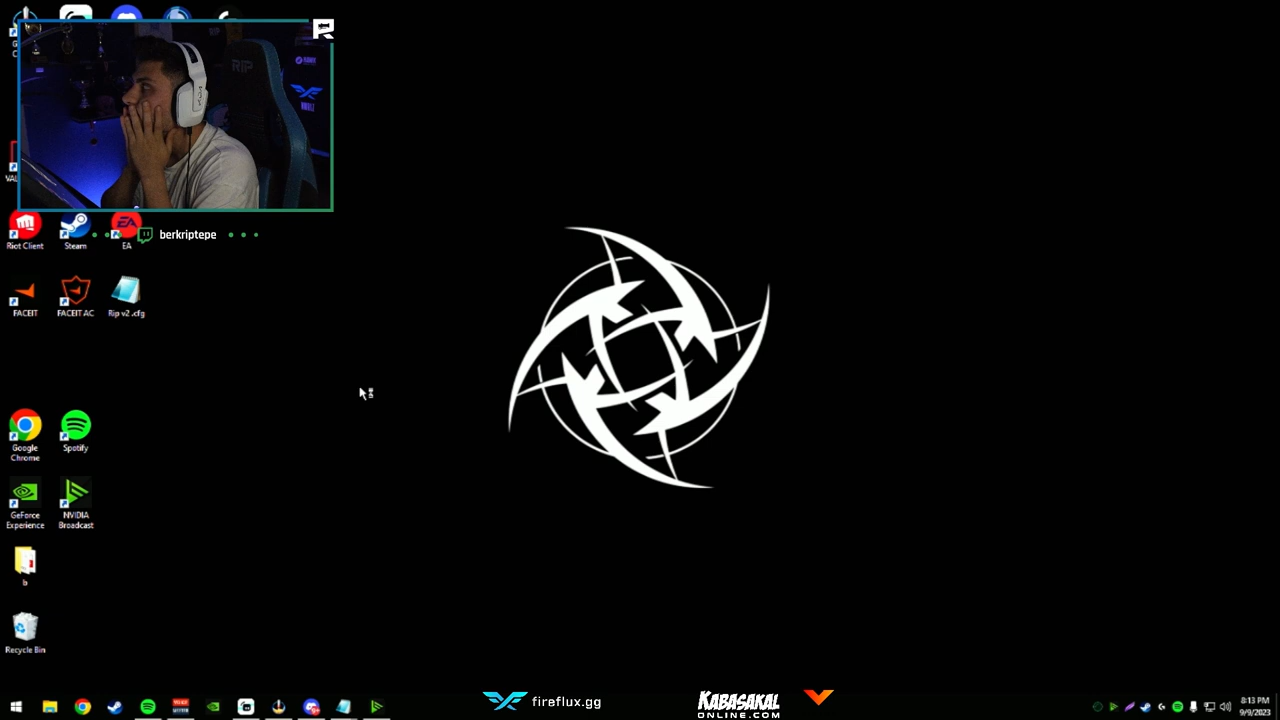 RIP
berkriptepe
Riot Client
Steam
EA
FACEIT
FACEIT AC
Rip v2 .cfg
Google
Chrome
Spotify
GeForce
Experience
NVIDIA
Broadcast
b
Recycle Bin
fireflux.gg
KABASAKAL
ONLINE.COM
8:13 PM
9/9/2023